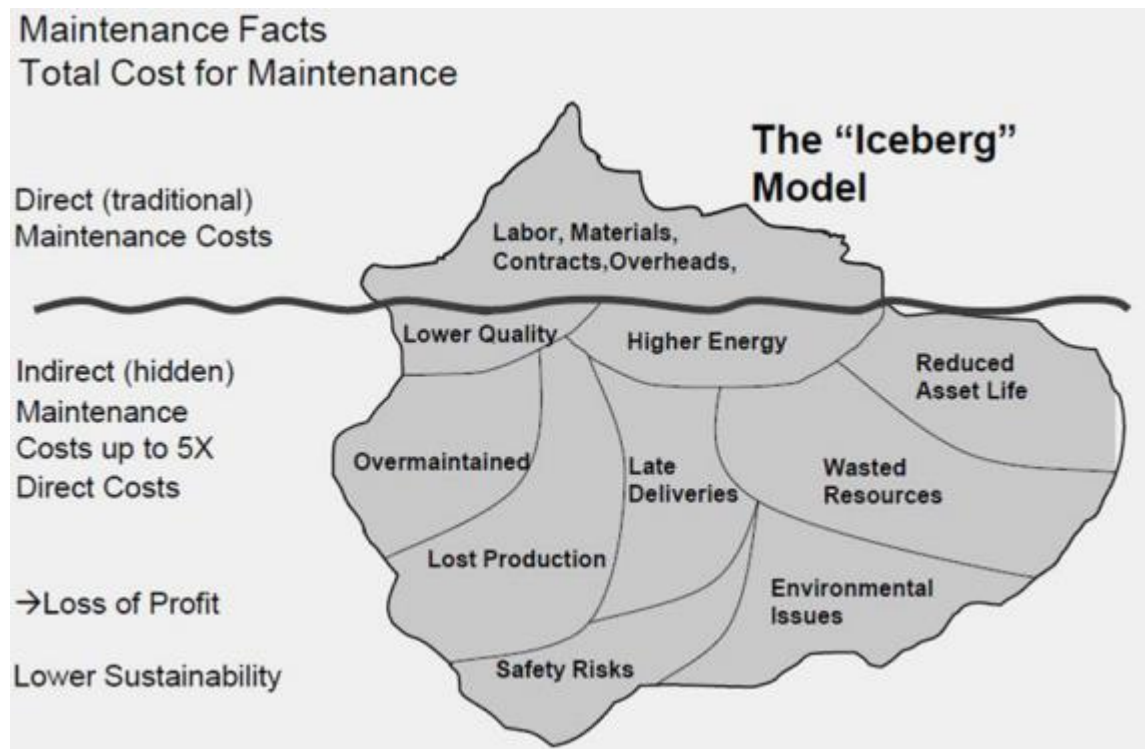 Maintenance Facts
Total Cost for Maintenance
The “Iceberg”
Model
Direct (traditional)
Maintenance Costs
Labor, Materials,
Contracts,Overheads,
Lower Quality
Higher Energy
Reduced
Asset Life
Indirect (hidden)
Maintenance
Costs up to 5X
Direct Costs
Overmaintained
Late
Deliveries
Wasted
Resources
Lost Production
Environmental
Issues
→Loss of Profit
Safety Risks
Lower Sustainability